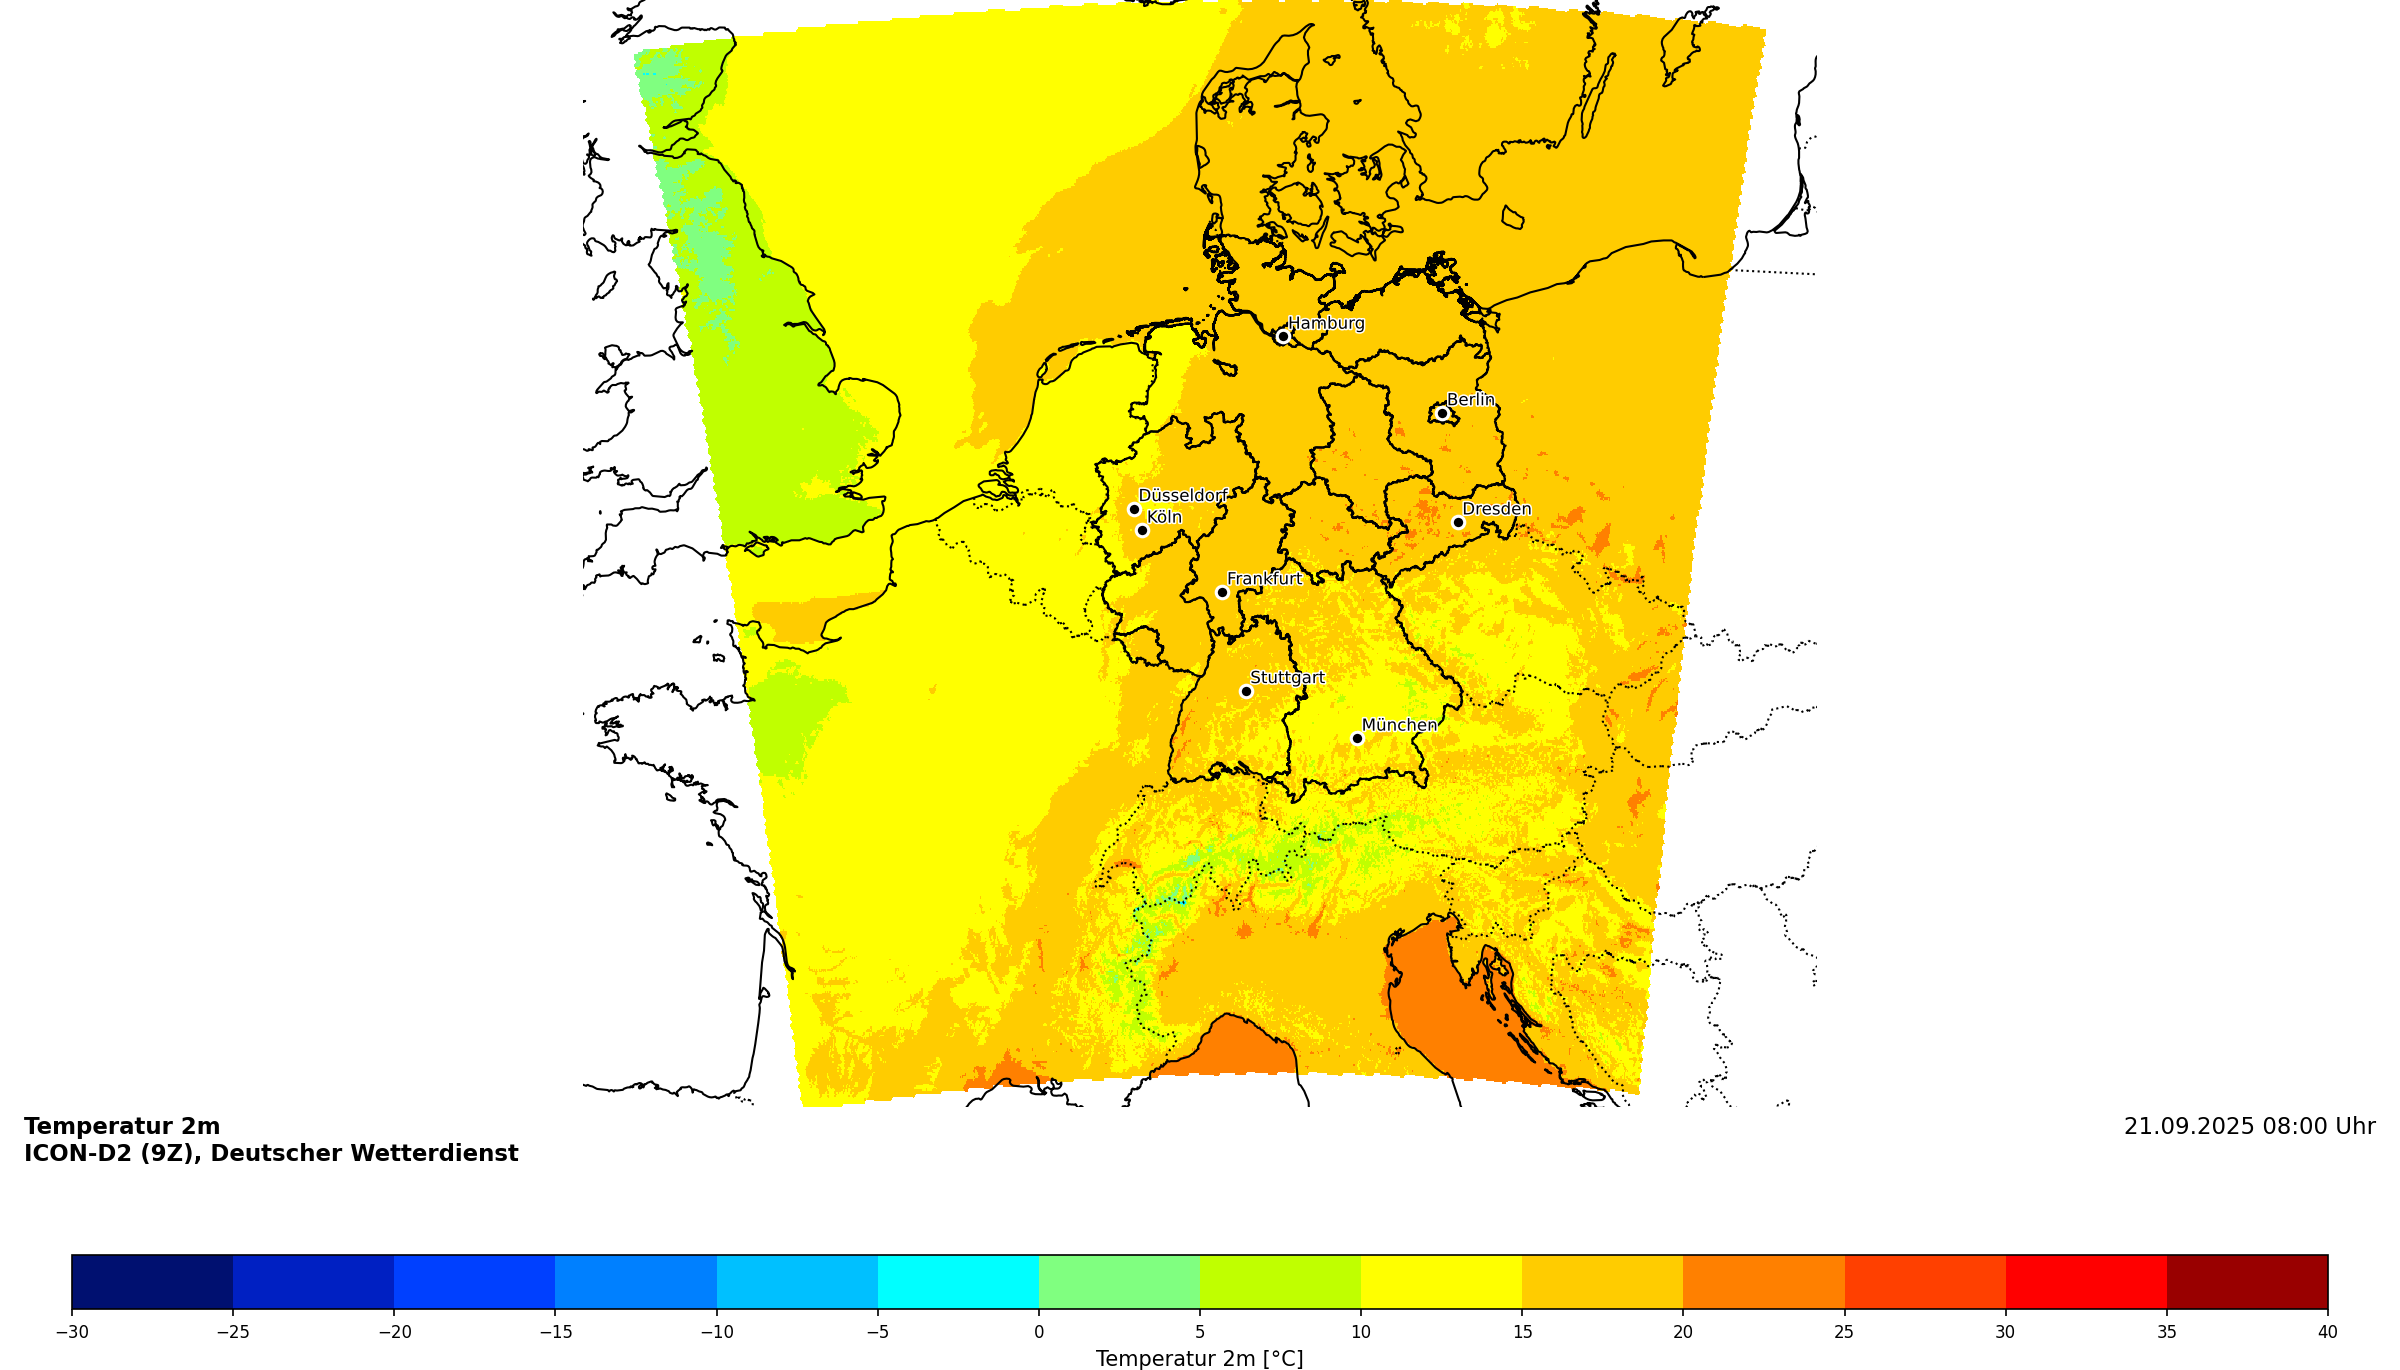 Hamburg
Berlin
Düsseldorf
Köln
Dresden
Frankfurt
Stuttgart
München
Temperatur 2m
ICON-D2 (9Z), Deutscher Wetterdienst
21.09.2025 08:00 Uhr
−30 −25 −20 −15 −10 −5 0 5 10 15 20 25 30 35 40
Temperatur 2m [°C]